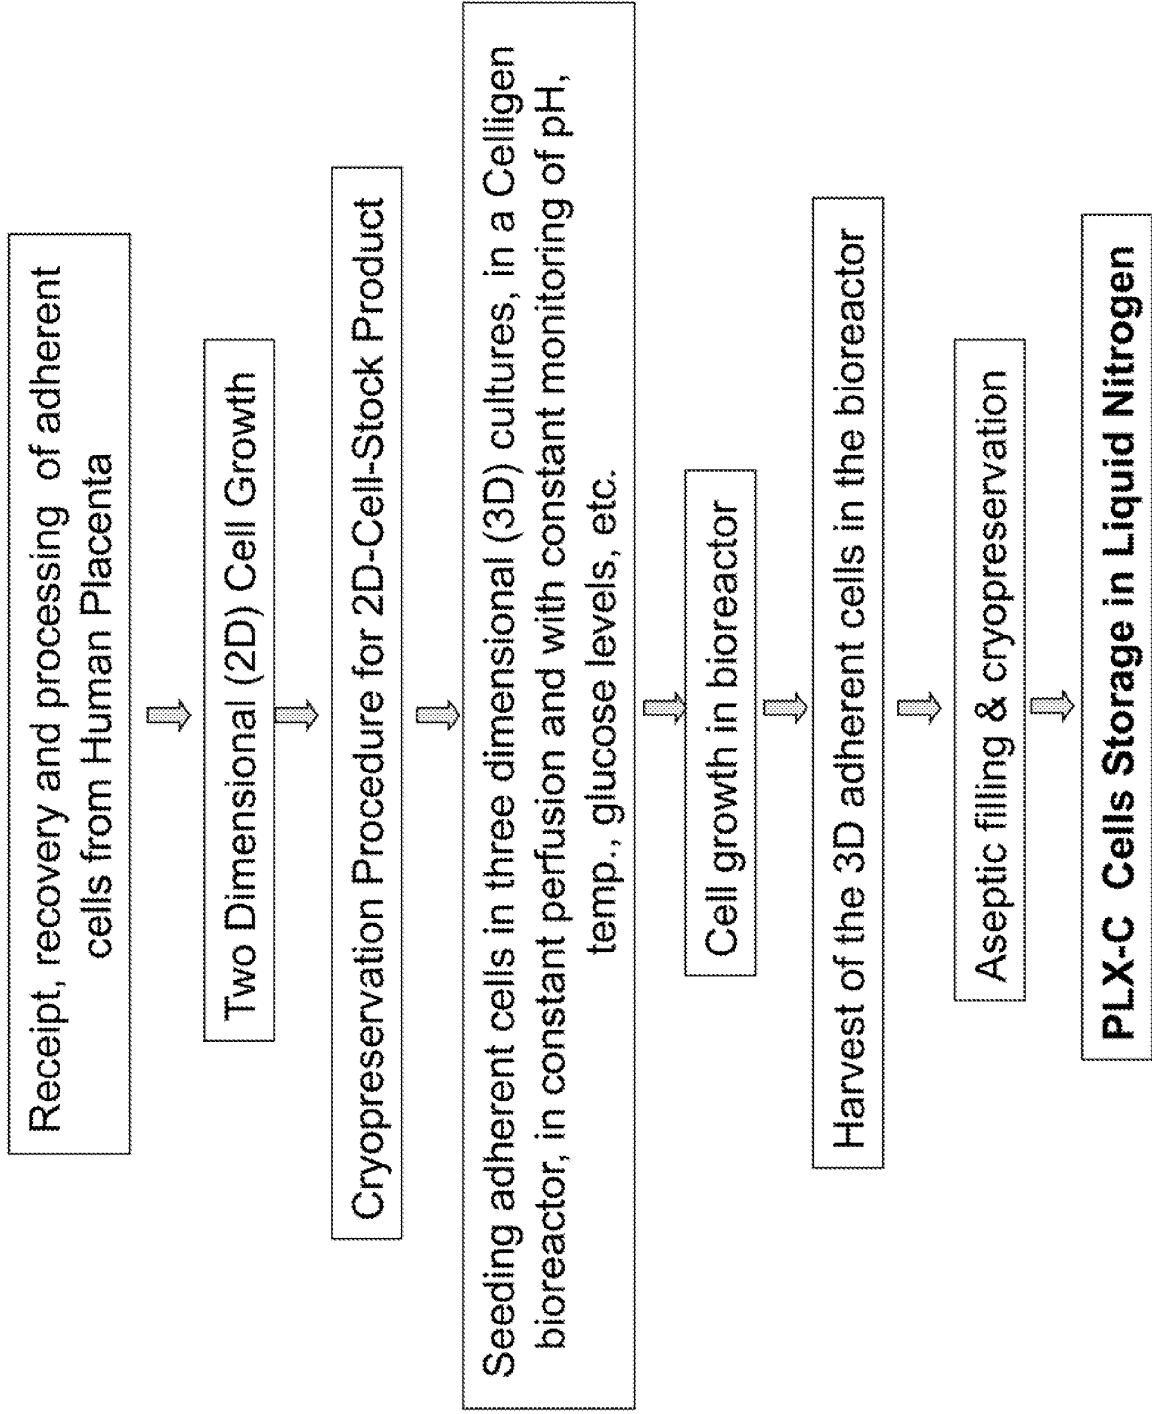 Receipt, recovery and processing of adherent
cells from Human Placenta
Two Dimensional (2D) Cell Growth
Cryopreservation Procedure for 2D-Cell-Stock Product
Seeding adherent cells in three dimensional (3D) cultures, in a Celligen
bioreactor, in constant perfusion and with constant monitoring of pH,
temp., glucose levels, etc.
Cell growth in bioreactor
Harvest of the 3D adherent cells in the bioreactor
Aseptic filling & cryopreservation
PLX-C Cells Storage in Liquid Nitrogen